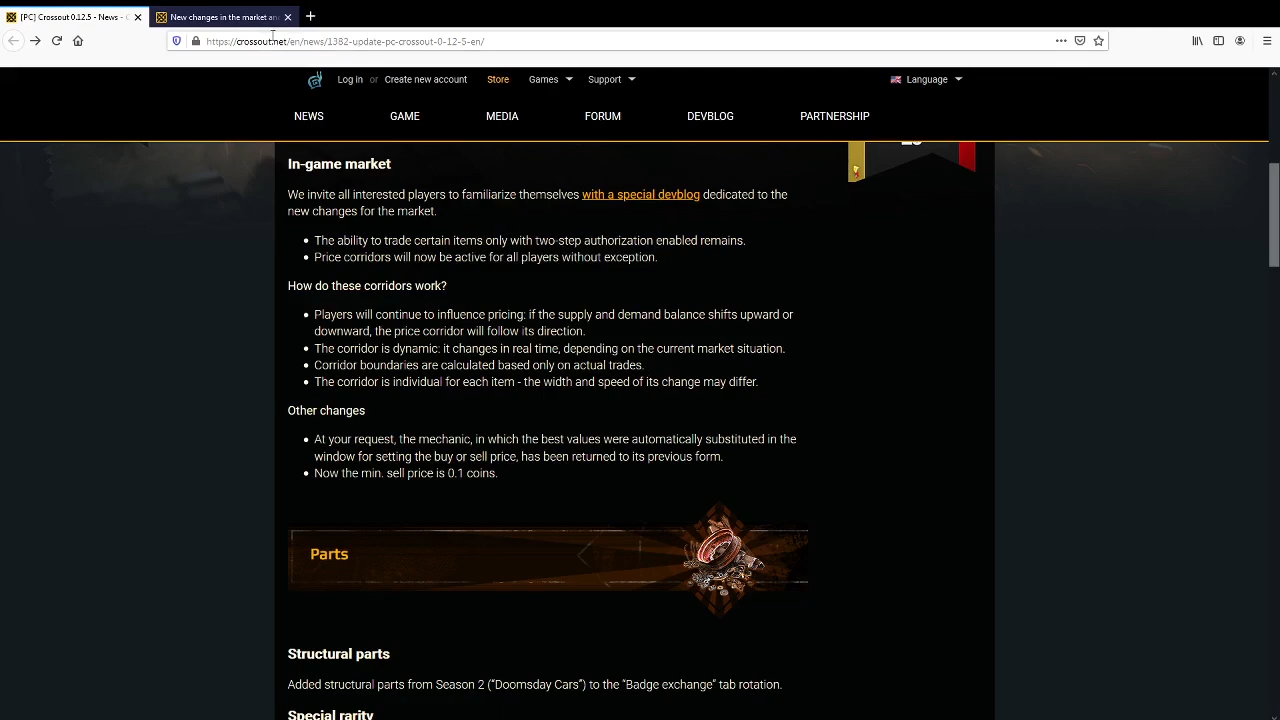 [PC] Crossout 0.12.5 - News - C
New changes in the market and
https://crossout.net/en/news/1382-update-pc-crossout-0-12-5-en/
Log in or Create new account Store Games Support Language
NEWS GAME MEDIA FORUM DEVBLOG PARTNERSHIP
In-game market
We invite all interested players to familiarize themselves with a special devblog dedicated to the
new changes for the market.
• The ability to trade certain items only with two-step authorization enabled remains.
• Price corridors will now be active for all players without exception.
How do these corridors work?
• Players will continue to influence pricing: if the supply and demand balance shifts upward or
downward, the price corridor will follow its direction.
• The corridor is dynamic: it changes in real time, depending on the current market situation.
• Corridor boundaries are calculated based only on actual trades.
• The corridor is individual for each item - the width and speed of its change may differ.
Other changes
• At your request, the mechanic, in which the best values were automatically substituted in the
window for setting the buy or sell price, has been returned to its previous form.
• Now the min. sell price is 0.1 coins.
Parts
Structural parts
Added structural parts from Season 2 (“Doomsday Cars”) to the “Badge exchange” tab rotation.
Special rarity